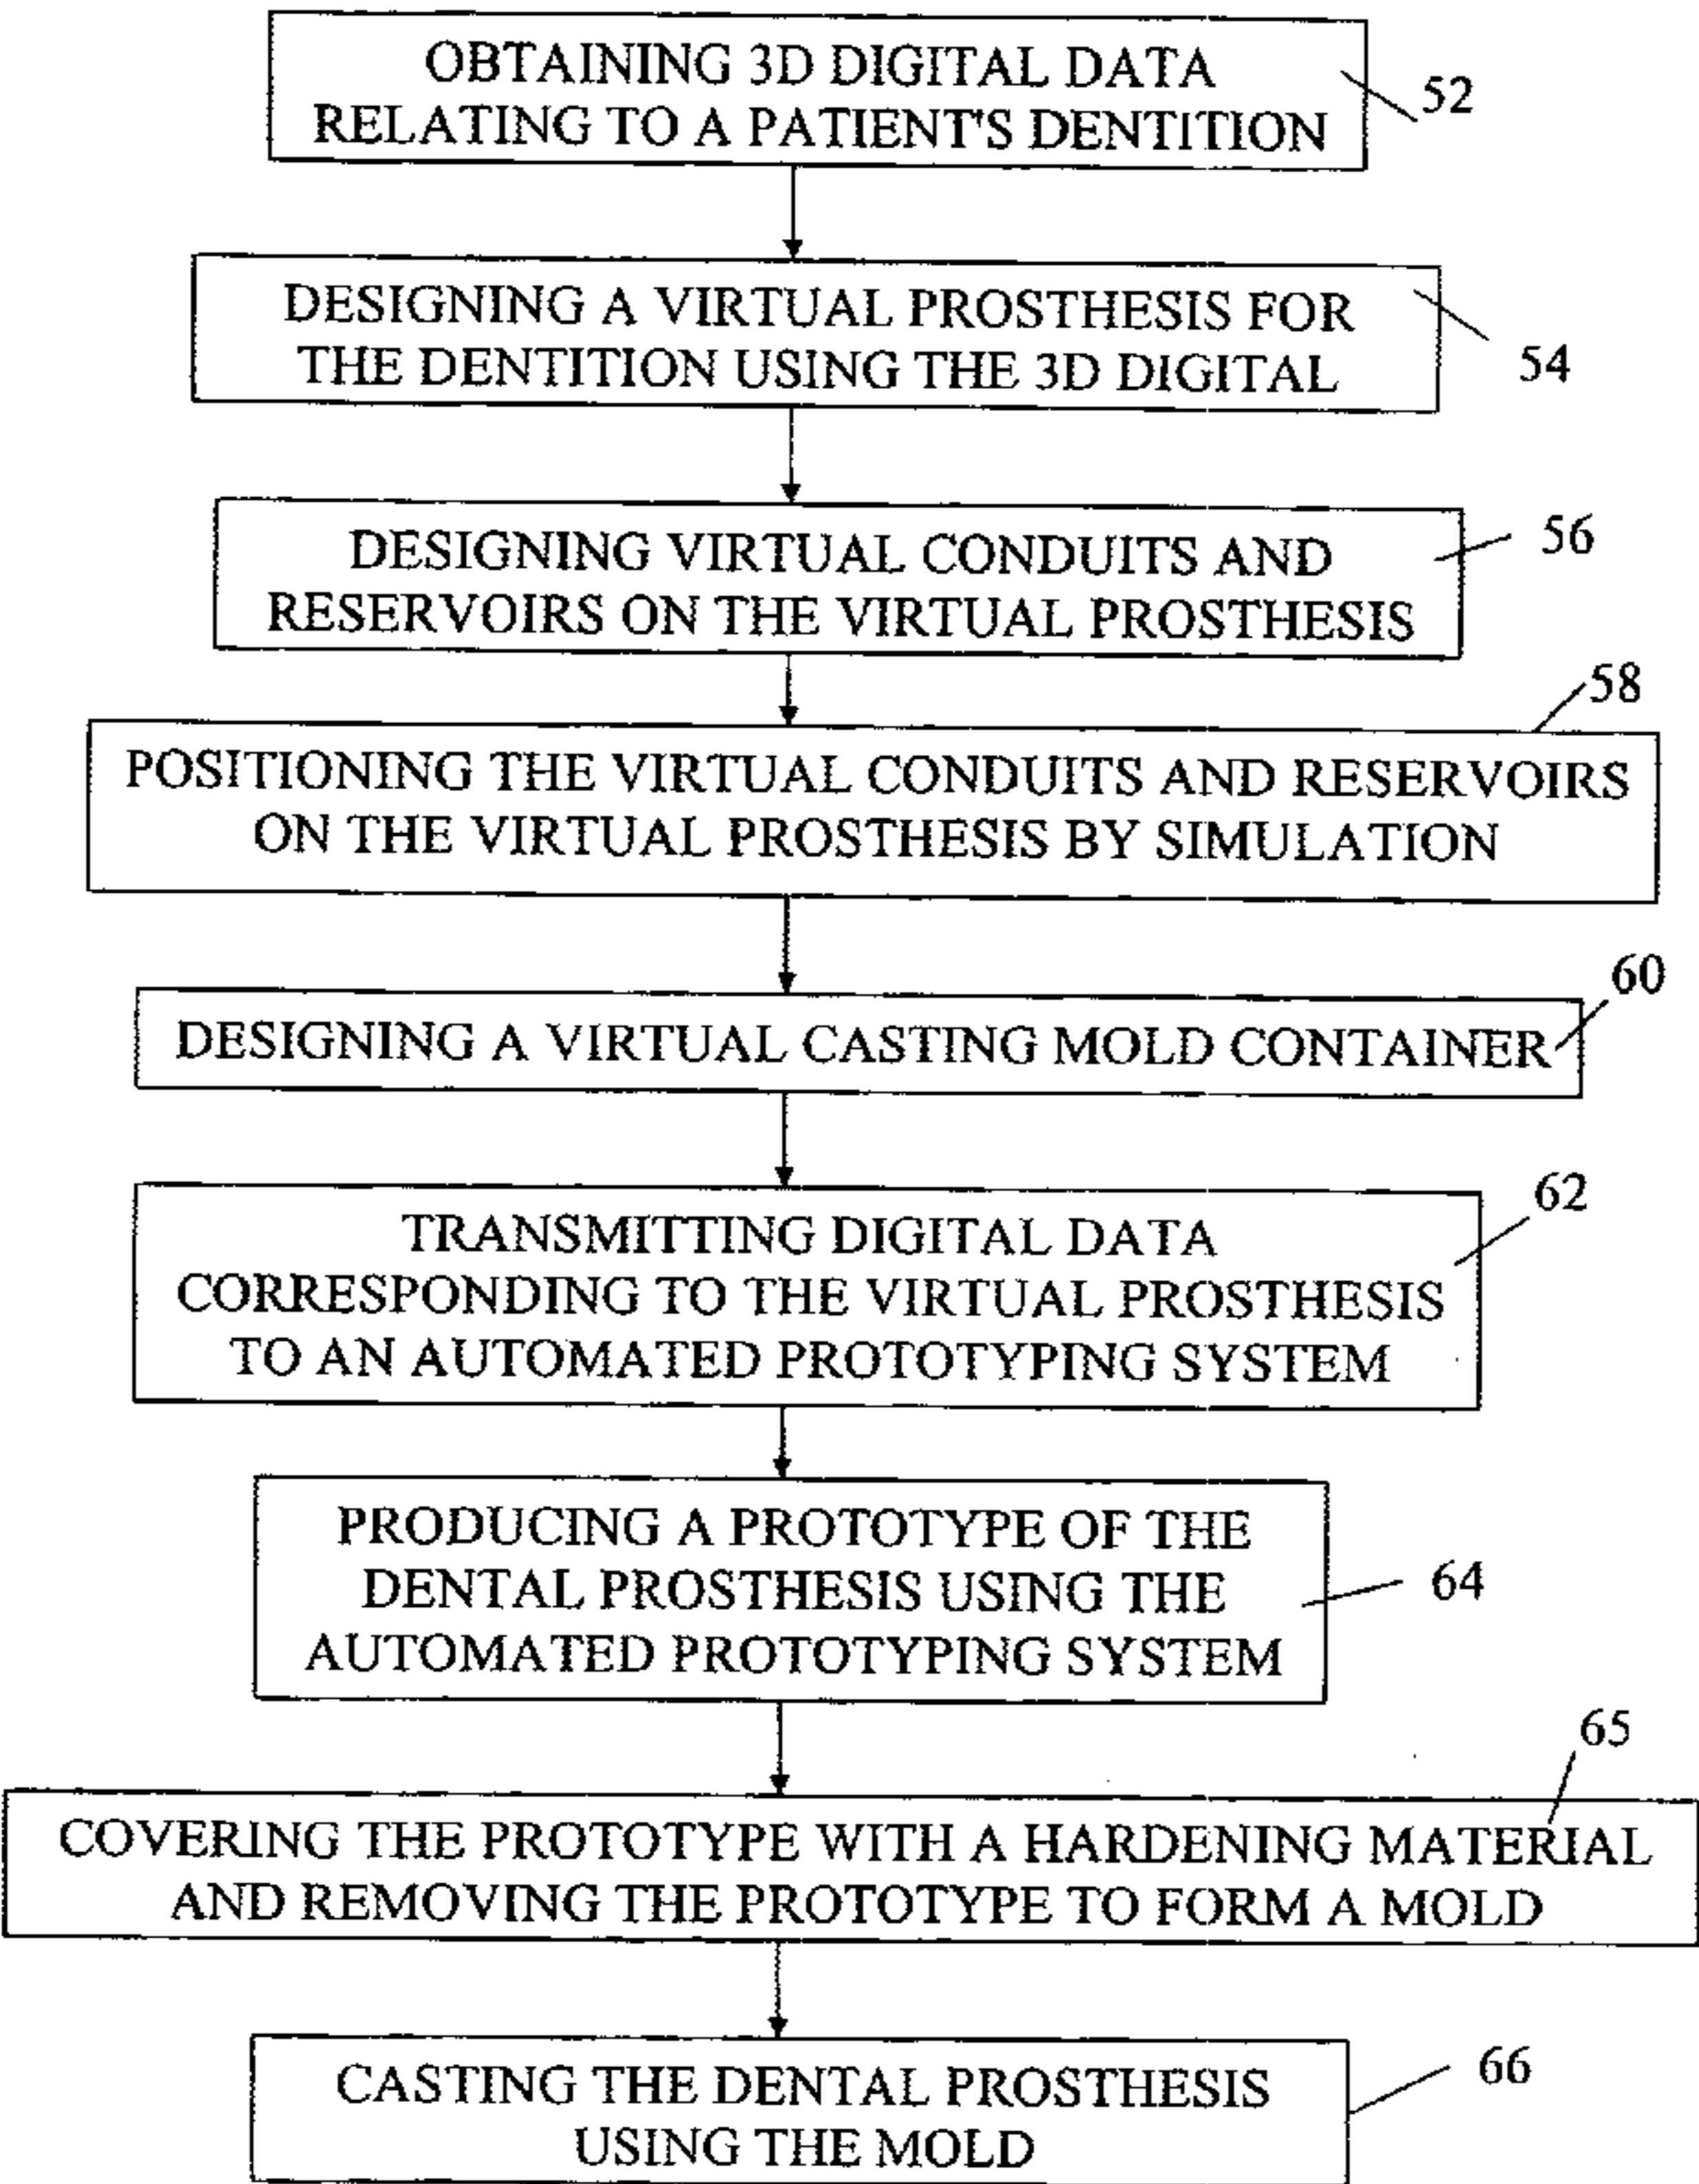 OBTAINING 3D DIGITAL DATA
RELATING TO A PATIENT'S DENTITION
52
DESIGNING A VIRTUAL PROSTHESIS FOR
THE DENTITION USING THE 3D DIGITAL
54
DESIGNING VIRTUAL CONDUITS AND
RESERVOIRS ON THE VIRTUAL PROSTHESIS
56
58
POSITIONING THE VIRTUAL CONDUITS AND RESERVOIRS
ON THE VIRTUAL PROSTHESIS BY SIMULATION
60
DESIGNING A VIRTUAL CASTING MOLD CONTAINER
62
TRANSMITTING DIGITAL DATA
CORRESPONDING TO THE VIRTUAL PROSTHESIS
TO AN AUTOMATED PROTOTYPING SYSTEM
PRODUCING A PROTOTYPE OF THE
DENTAL PROSTHESIS USING THE
AUTOMATED PROTOTYPING SYSTEM
64
65
COVERING THE PROTOTYPE WITH A HARDENING MATERIAL
AND REMOVING THE PROTOTYPE TO FORM A MOLD
CASTING THE DENTAL PROSTHESIS
USING THE MOLD
66